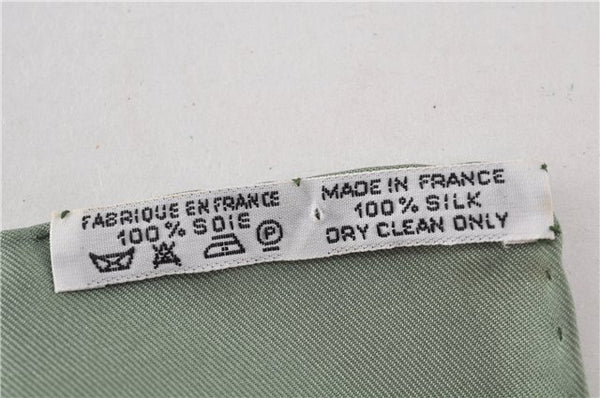 FABRIQUE EN FRANCE
100% SOIE
P
MADE IN FRANCE
100% SILK
DRY CLEAN ONLY